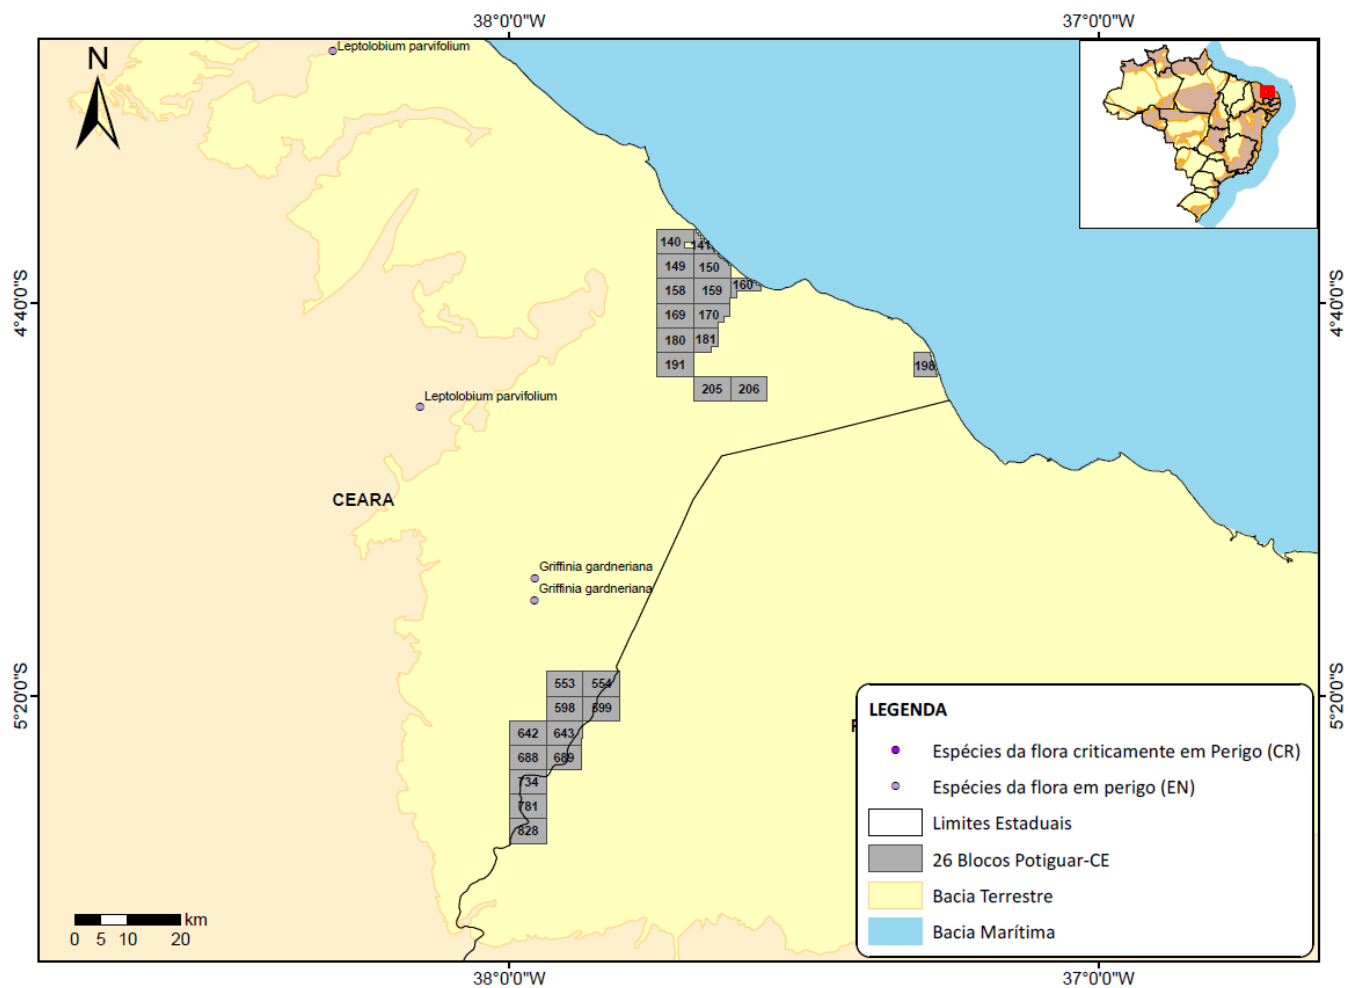 38°0'0"W
37°0'0"W
Leptolobium parvifolium
N
140
141
149
150
158
159
160
4°40'0"S
4°40'0"S
169
170
180
181
191
198
205
206
Leptolobium parvifolium
CEARA
Griffinia gardneriana
Griffinia gardneriana
553
554
5°20'0"S
5°20'0"S
598
599
642
643
688
689
734
781
828
LEGENDA
Espécies da flora criticamente em Perigo (CR)
Espécies da flora em perigo (EN)
Limites Estaduais
26 Blocos Potiguar-CE
Bacia Terrestre
Bacia Marítima
km
0 5 10 20
38°0'0"W
37°0'0"W